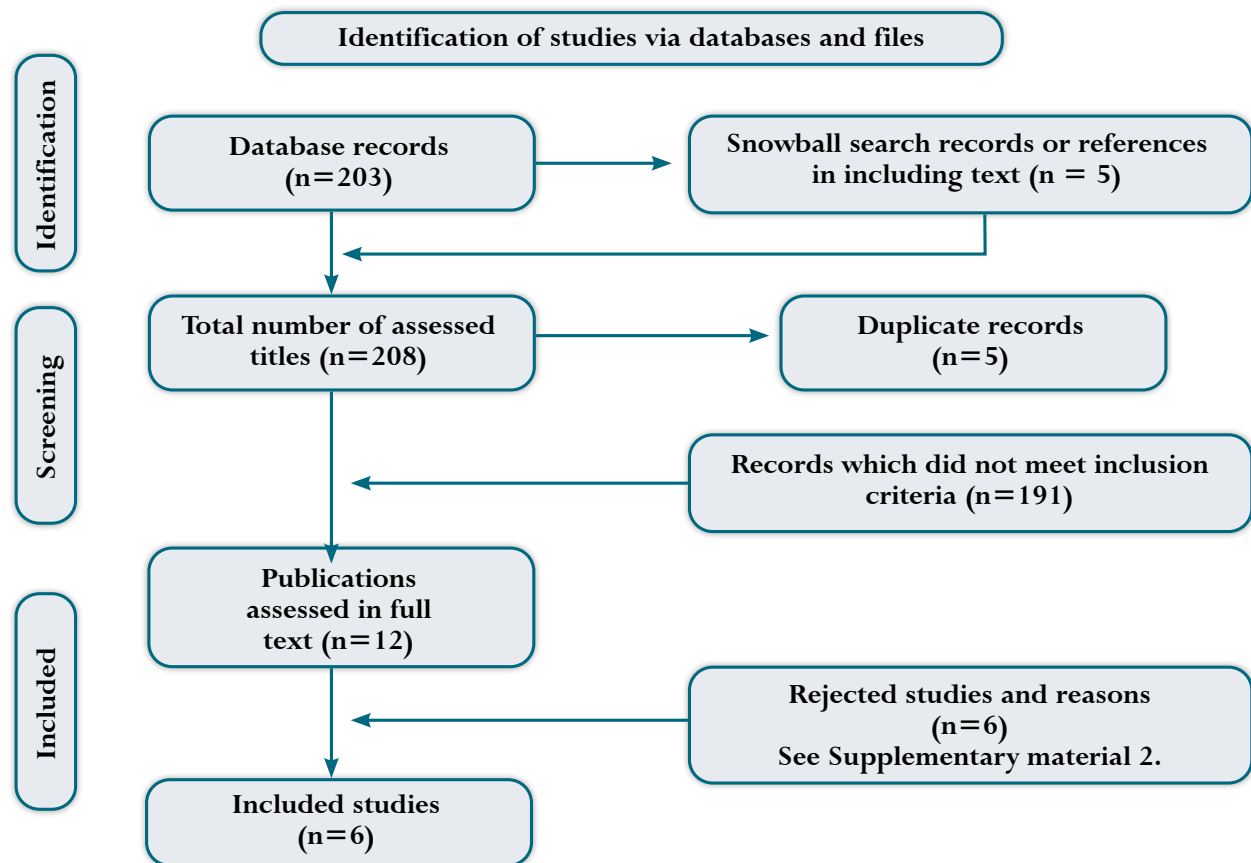 Identification of studies via databases and files
Identification
Database records
(n=203)
Snowball search records or references
in including text (n = 5)
Screening
Total number of assessed
titles (n=208)
Duplicate records
(n=5)
Records which did not meet inclusion
criteria (n=191)
Included
Publications
assessed in full
text (n=12)
Rejected studies and reasons
(n=6)
See Supplementary material 2.
Included studies
(n=6)